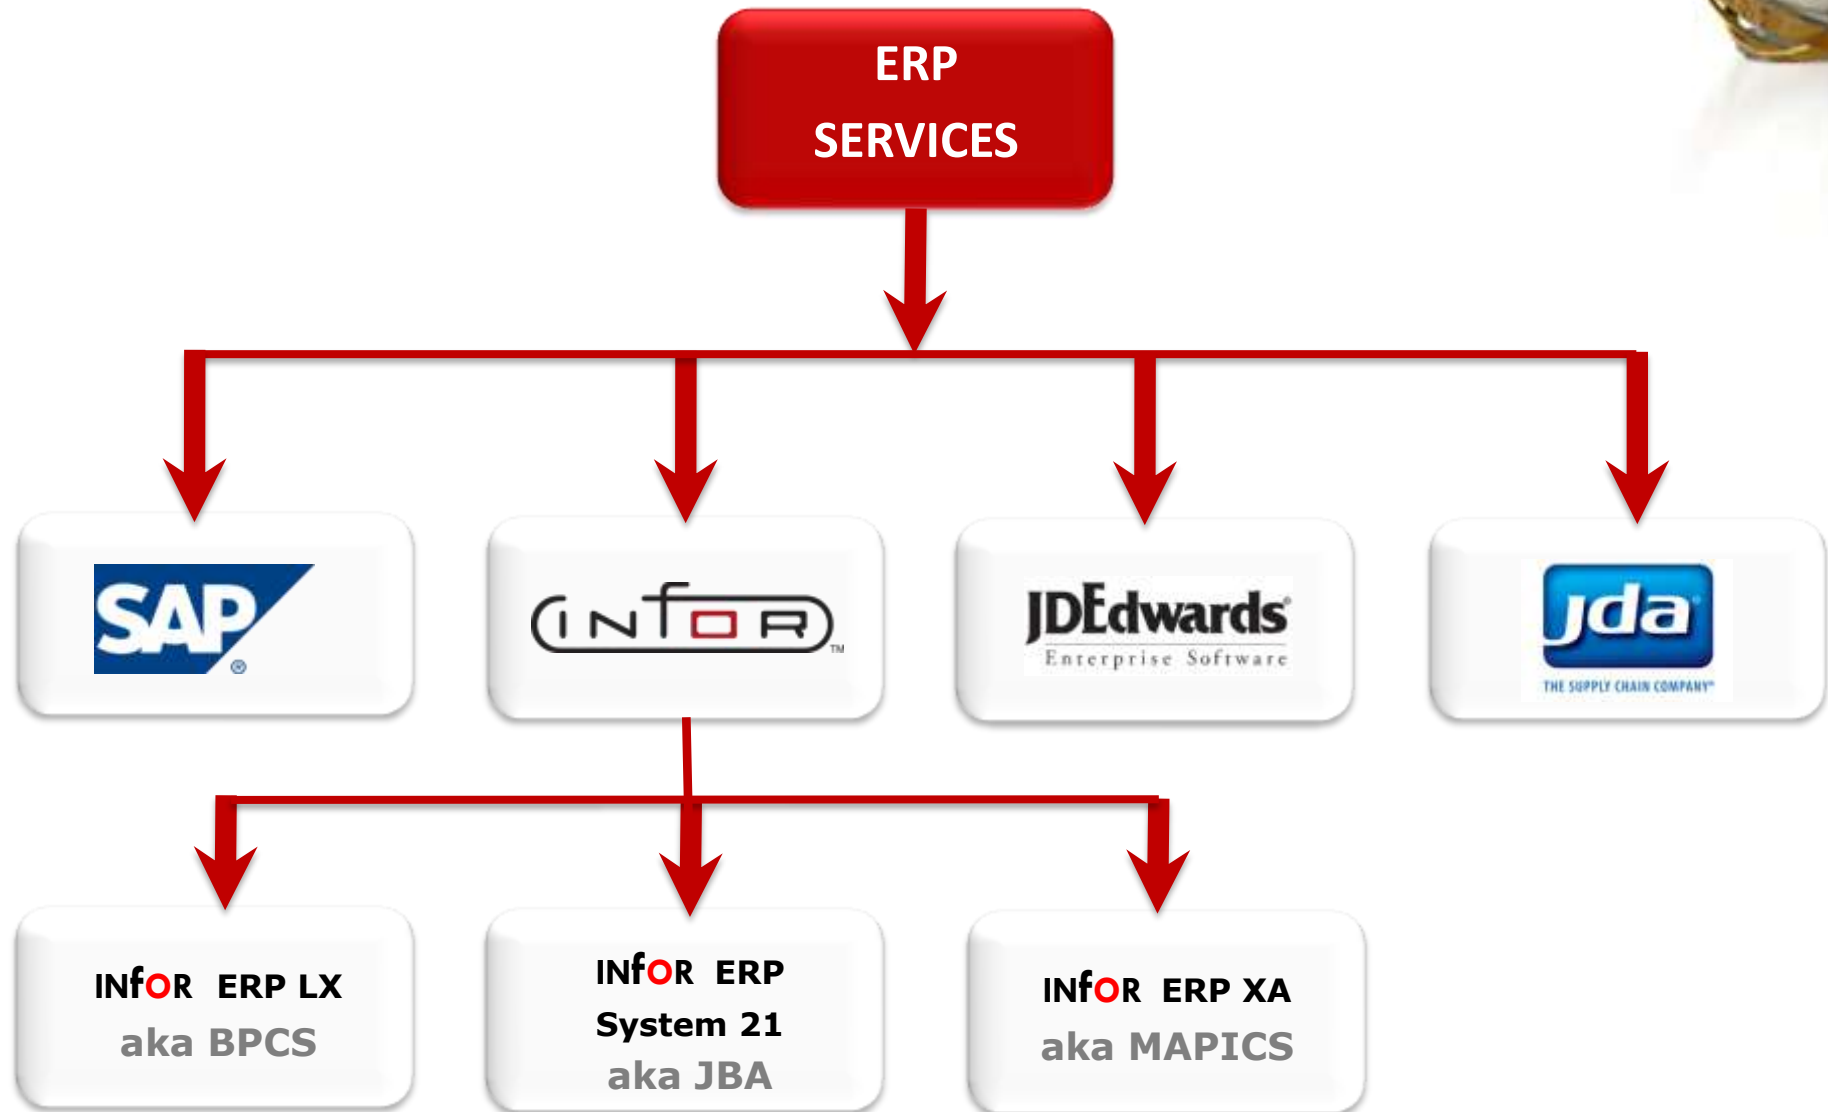 ERP
SERVICES
SAP®
INFOR™
JDEdwards®
Enterprise Software
jda®
THE SUPPLY CHAIN COMPANY®
INfOR ERP LX
aka BPCS
INfOR ERP
System 21
aka JBA
INfOR ERP XA
aka MAPICS